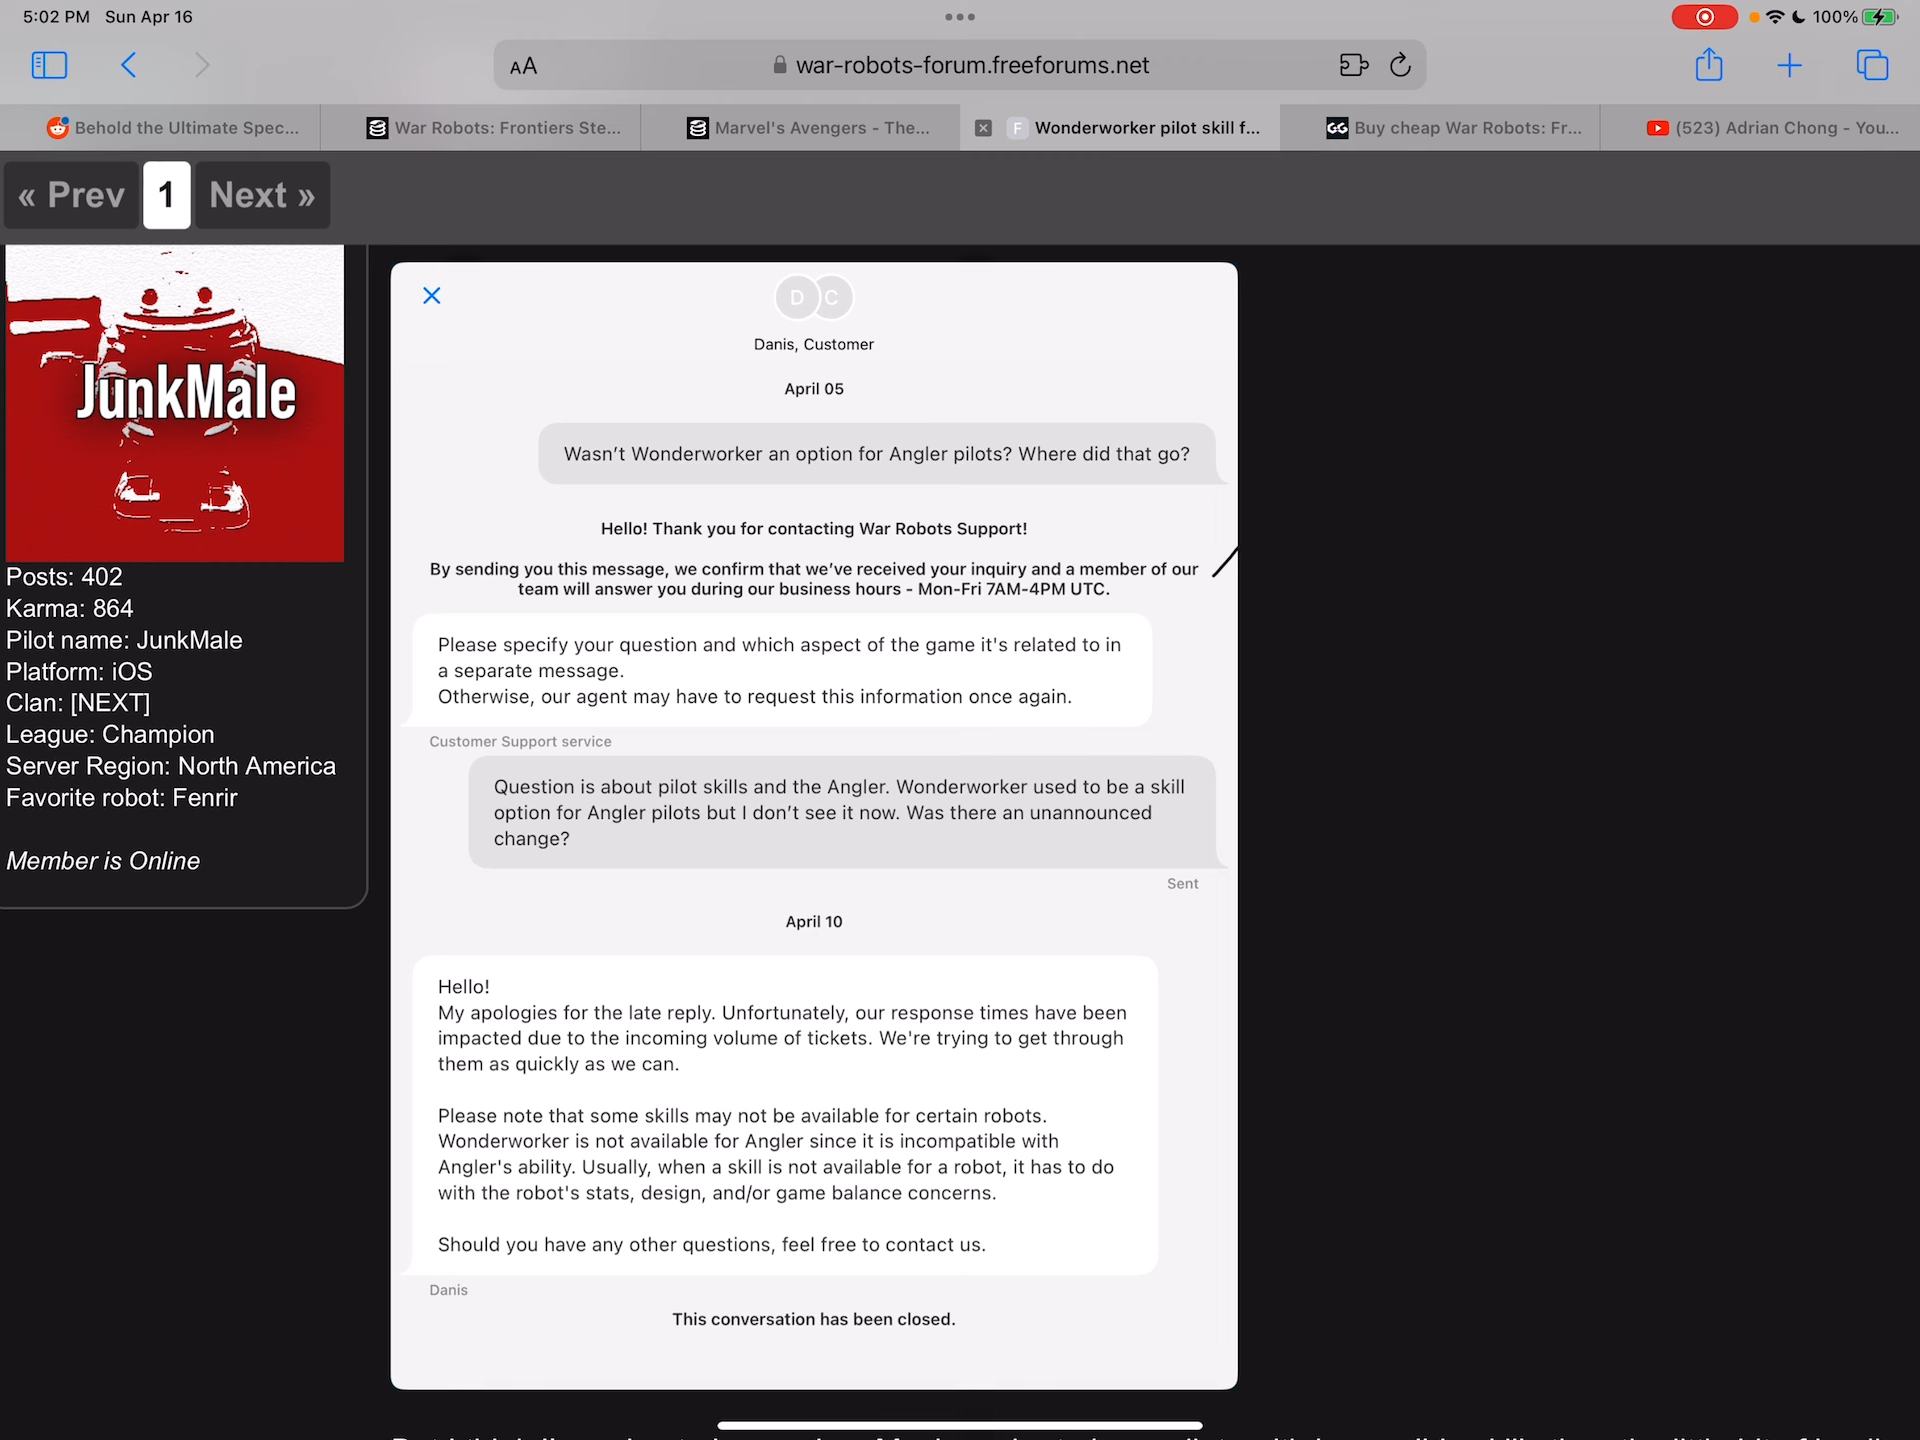 5:02 PM Sun Apr 16
100%
AA
war-robots-forum.freeforums.net
Behold the Ultimate Spec...
War Robots: Frontiers Ste...
Marvel's Avengers - The...
F Wonderworker pilot skill f...
GG Buy cheap War Robots: Fr...
(523) Adrian Chong - You...
« Prev 1 Next »
JunkMale
Posts: 402
Karma: 864
Pilot name: JunkMale
Platform: iOS
Clan: [NEXT]
League: Champion
Server Region: North America
Favorite robot: Fenrir
Member is Online
D C
Danis, Customer
April 05
Wasn’t Wonderworker an option for Angler pilots? Where did that go?
Hello! Thank you for contacting War Robots Support!
By sending you this message, we confirm that we’ve received your inquiry and a member of our
team will answer you during our business hours - Mon-Fri 7AM-4PM UTC.
Please specify your question and which aspect of the game it's related to in
a separate message.
Otherwise, our agent may have to request this information once again.
Customer Support service
Question is about pilot skills and the Angler. Wonderworker used to be a skill
option for Angler pilots but I don’t see it now. Was there an unannounced
change?
Sent
April 10
Hello!
My apologies for the late reply. Unfortunately, our response times have been
impacted due to the incoming volume of tickets. We're trying to get through
them as quickly as we can.
Please note that some skills may not be available for certain robots.
Wonderworker is not available for Angler since it is incompatible with
Angler's ability. Usually, when a skill is not available for a robot, it has to do
with the robot's stats, design, and/or game balance concerns.
Should you have any other questions, feel free to contact us.
Danis
This conversation has been closed.